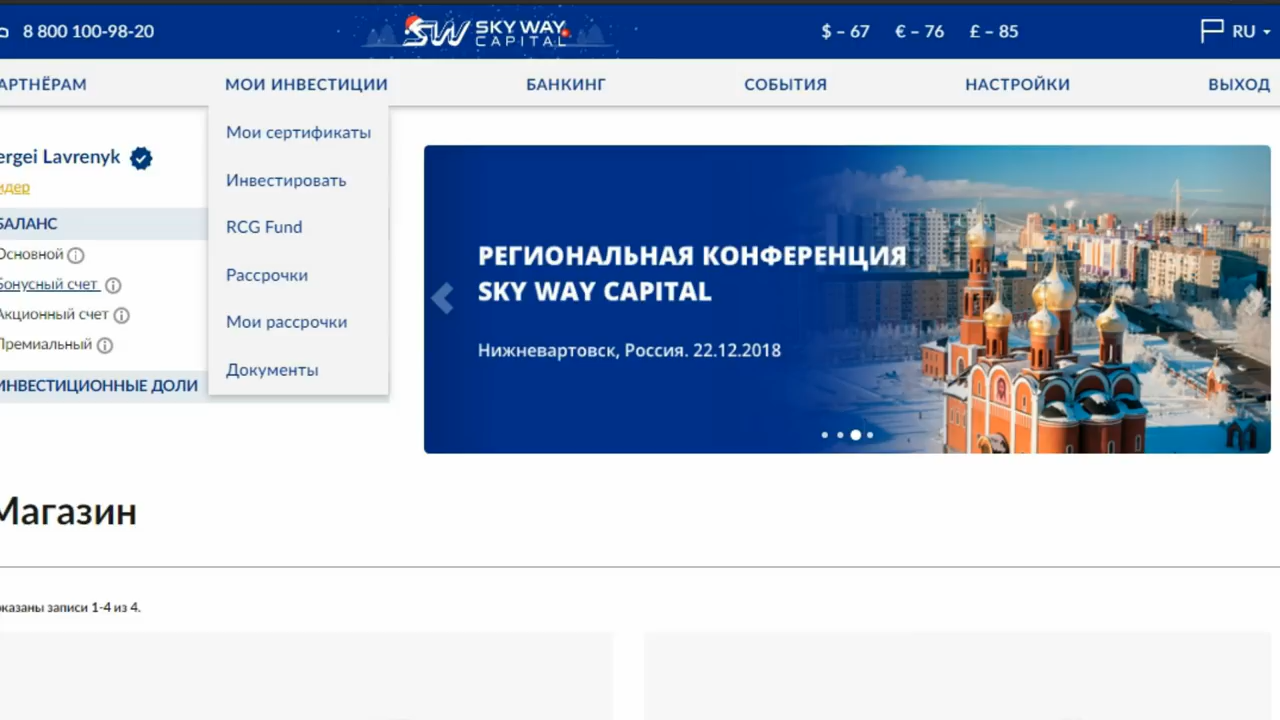 8 800 100-98-20
SW SKY WAY CAPITAL
$ – 67 € – 76 £ – 85
RU
АРТНЁРАМ МОИ ИНВЕСТИЦИИ БАНКИНГ СОБЫТИЯ НАСТРОЙКИ ВЫХОД
Мои сертификаты
Инвестировать
RCG Fund
Рассрочки
Мои рассрочки
Документы
ergei Lavrenyk
идер
БАЛАНС
Основной
Бонусный счет
Акционный счет
Премиальный
ИНВЕСТИЦИОННЫЕ ДОЛИ
РЕГИОНАЛЬНАЯ КОНФЕРЕНЦИЯ
SKY WAY CAPITAL
Нижневартовск, Россия. 22.12.2018
Магазин
оказаны записи 1-4 из 4.